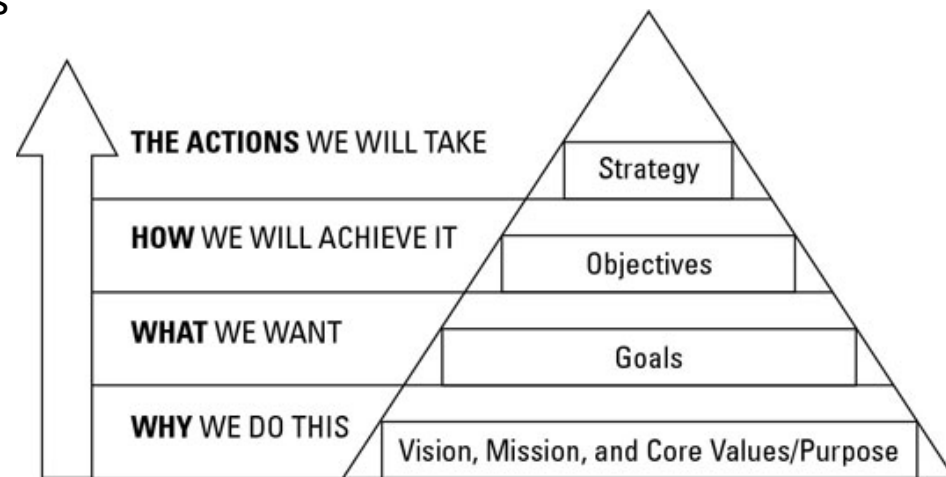 s
THE ACTIONS WE WILL TAKE
Strategy
HOW WE WILL ACHIEVE IT
Objectives
WHAT WE WANT
Goals
WHY WE DO THIS
Vision, Mission, and Core Values/Purpose